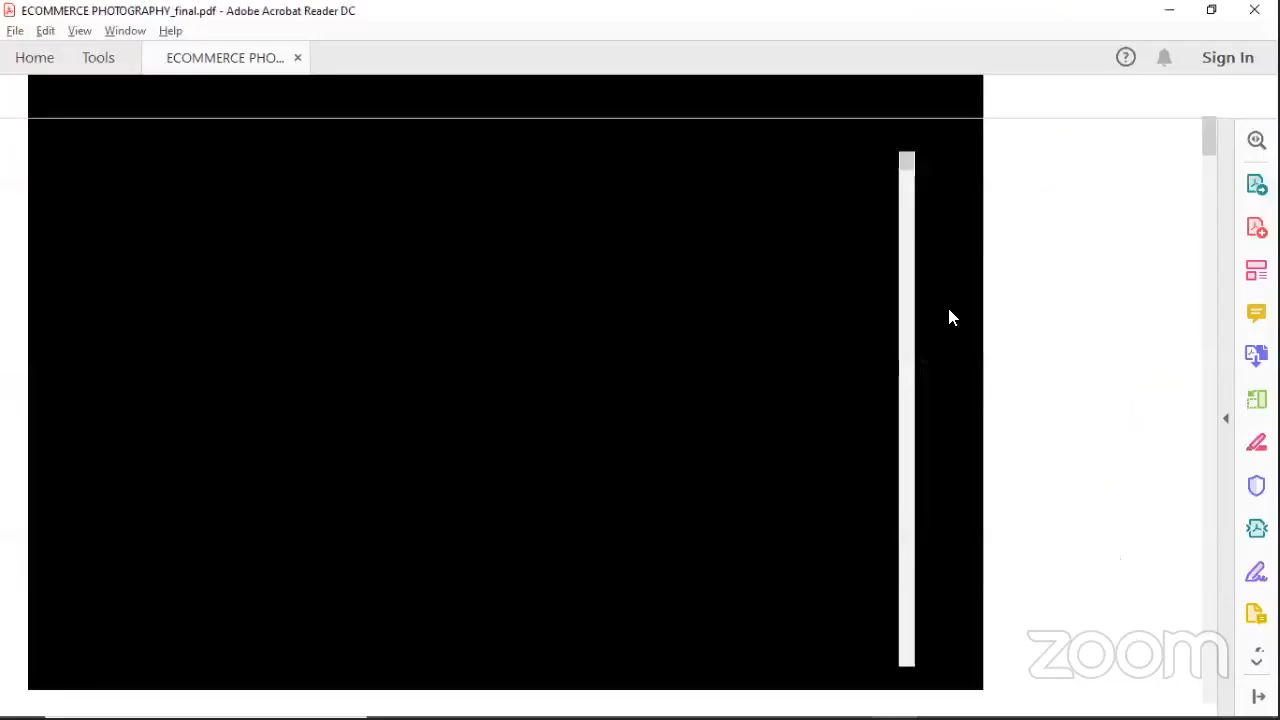 ECOMMERCE PHOTOGRAPHY_final.pdf - Adobe Acrobat Reader DC
File Edit View Window Help
Home Tools ECOMMERCE PHO... × Sign In
zoom